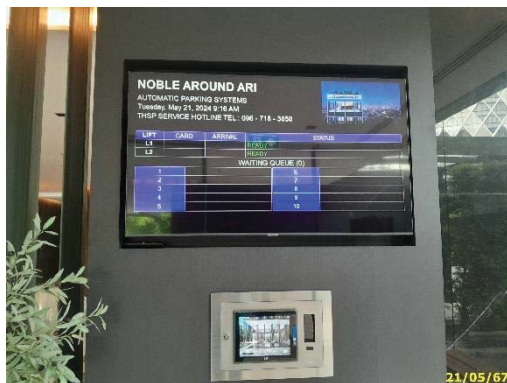 NOBLE AROUND ARI
AUTOMATIC PARKING SYSTEMS
Tuesday, May 21, 2024 9:16 AM
THSP SERVICE HOTLINE TEL : 096 - 718 - 3858
LIFT CARD ARRIVAL STATUS
L1 READY
L2 READY
WAITING QUEUE (0)
1 6
2 7
3 8
4 9
5 10
21/05/67